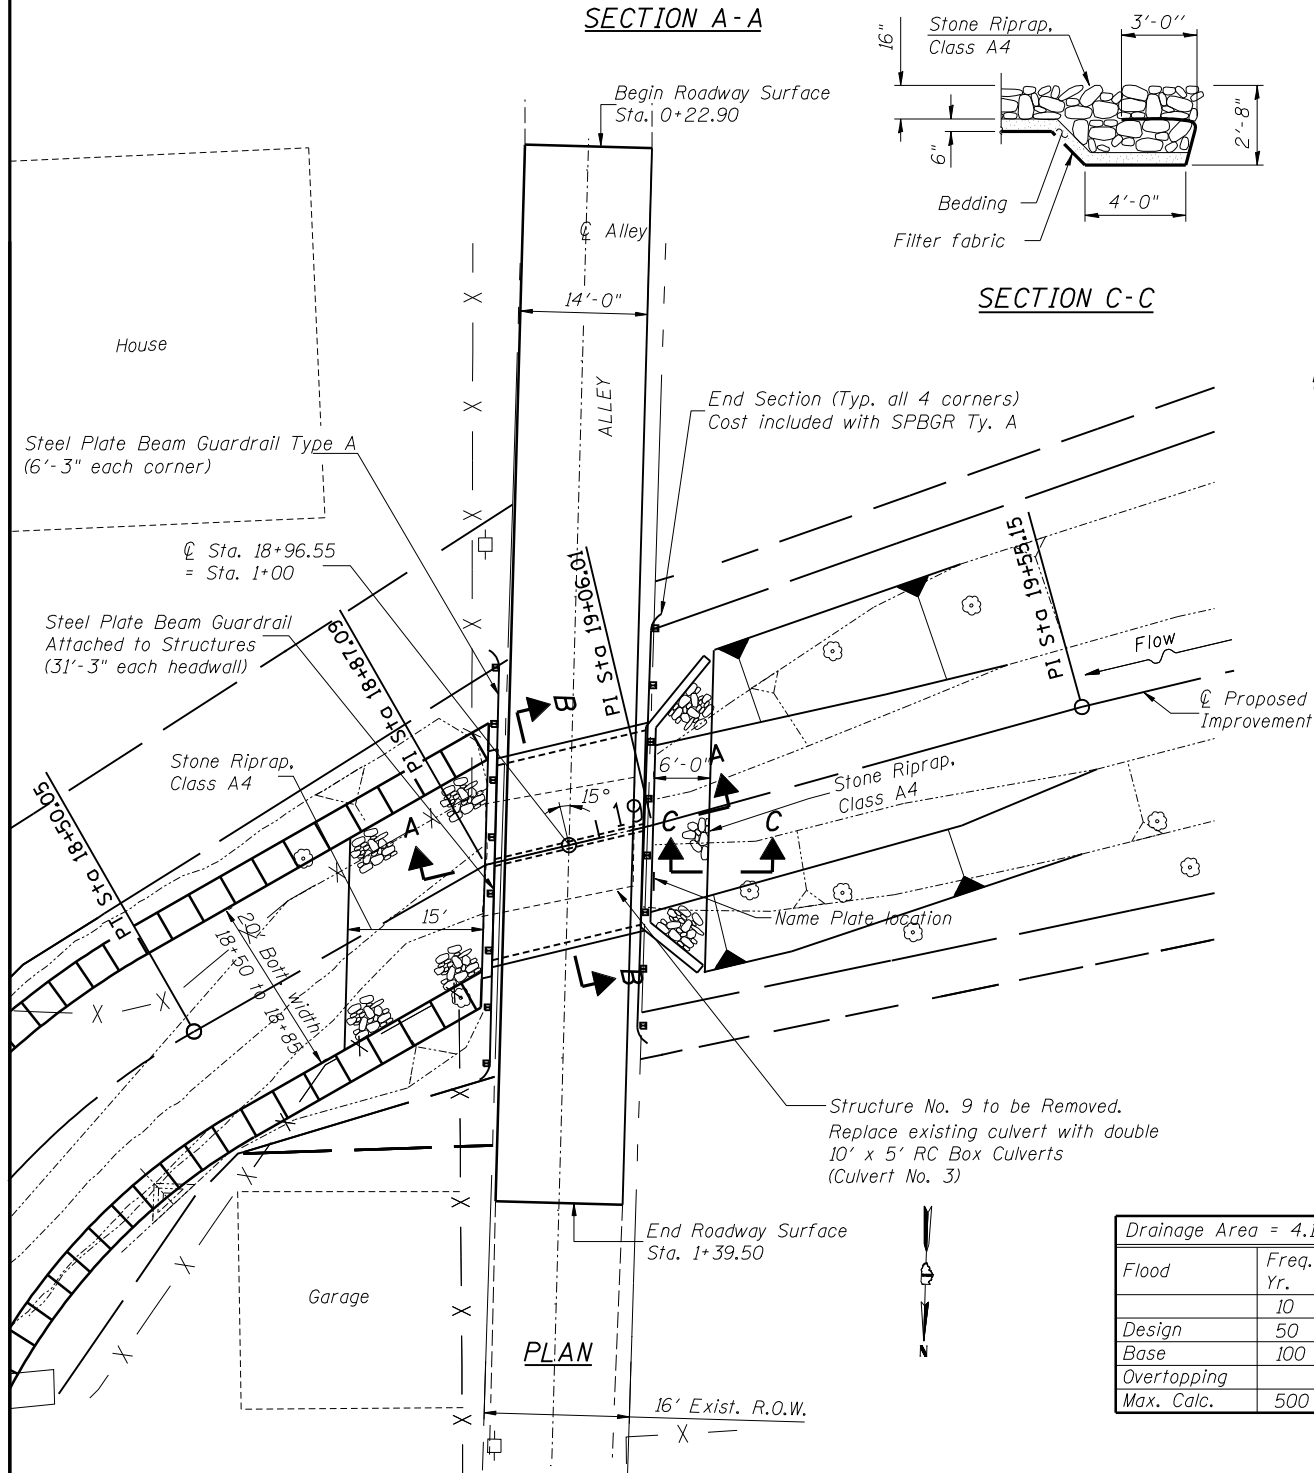 SECTION A-A
Stone Riprap,
Class A4
3'-0''
16"
6"
2'-8"
4'-0"
Bedding
Filter fabric
SECTION C-C
Begin Roadway Surface
Sta. 0+22.90
℄ Alley
14'-0"
ALLEY
House
End Section (Typ. all 4 corners)
Cost included with SPBGR Ty. A
Steel Plate Beam Guardrail Type A
(6'-3" each corner)
℄ Sta. 18+96.55
= Sta. 1+00
Steel Plate Beam Guardrail
Attached to Structures
(31'-3" each headwall)
PI Sta 18+87.09
PI Sta 19+06.01
PI Sta 19+55.15
Flow
℄ Proposed
Improvement
B
Stone Riprap,
Class A4
A
6'-0"
Stone Riprap,
Class A4
15°
19
A
C
C
PI Sta 18+50.05
15'
20' Bott. width
18+50 to 18+85
Name Plate location
B
Structure No. 9 to be Removed.
Replace existing culvert with double
10' x 5' RC Box Culverts
(Culvert No. 3)
End Roadway Surface
Sta. 1+39.50
Garage
N
PLAN
16' Exist. R.O.W.
Drainage Area = 4.1
Flood
Freq.
Yr.
10
Design 50
Base 100
Overtopping
Max. Calc. 500